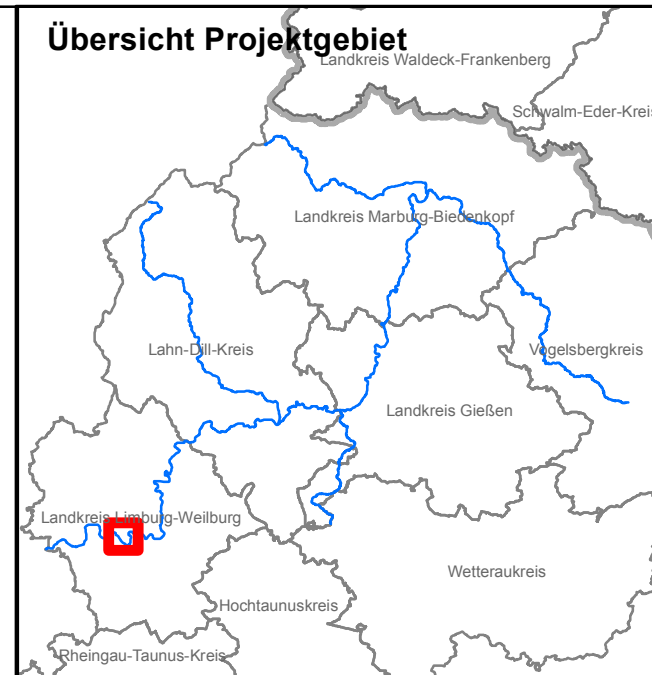 Übersicht Projektgebiet
Landkreis Waldeck-Frankenberg
Schwalm-Eder-Kreis
Landkreis Marburg-Biedenkopf
Lahn-Dill-Kreis
Vogelsbergkreis
Landkreis Gießen
Landkreis Limburg-Weilburg
Wetteraukreis
Hochtaunuskreis
Rheingau-Taunus-Kreis